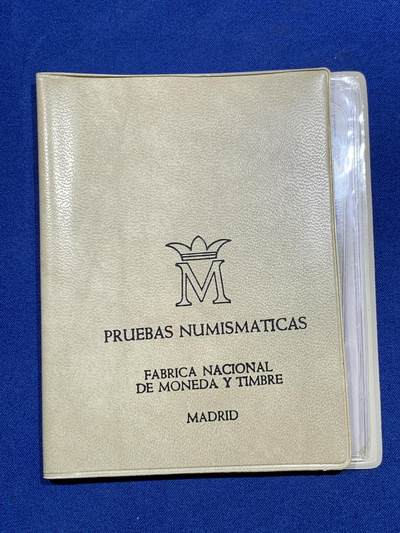 M
PRUEBAS NUMISMATICAS
FABRICA NACIONAL
DE MONEDA Y TIMBRE
MADRID